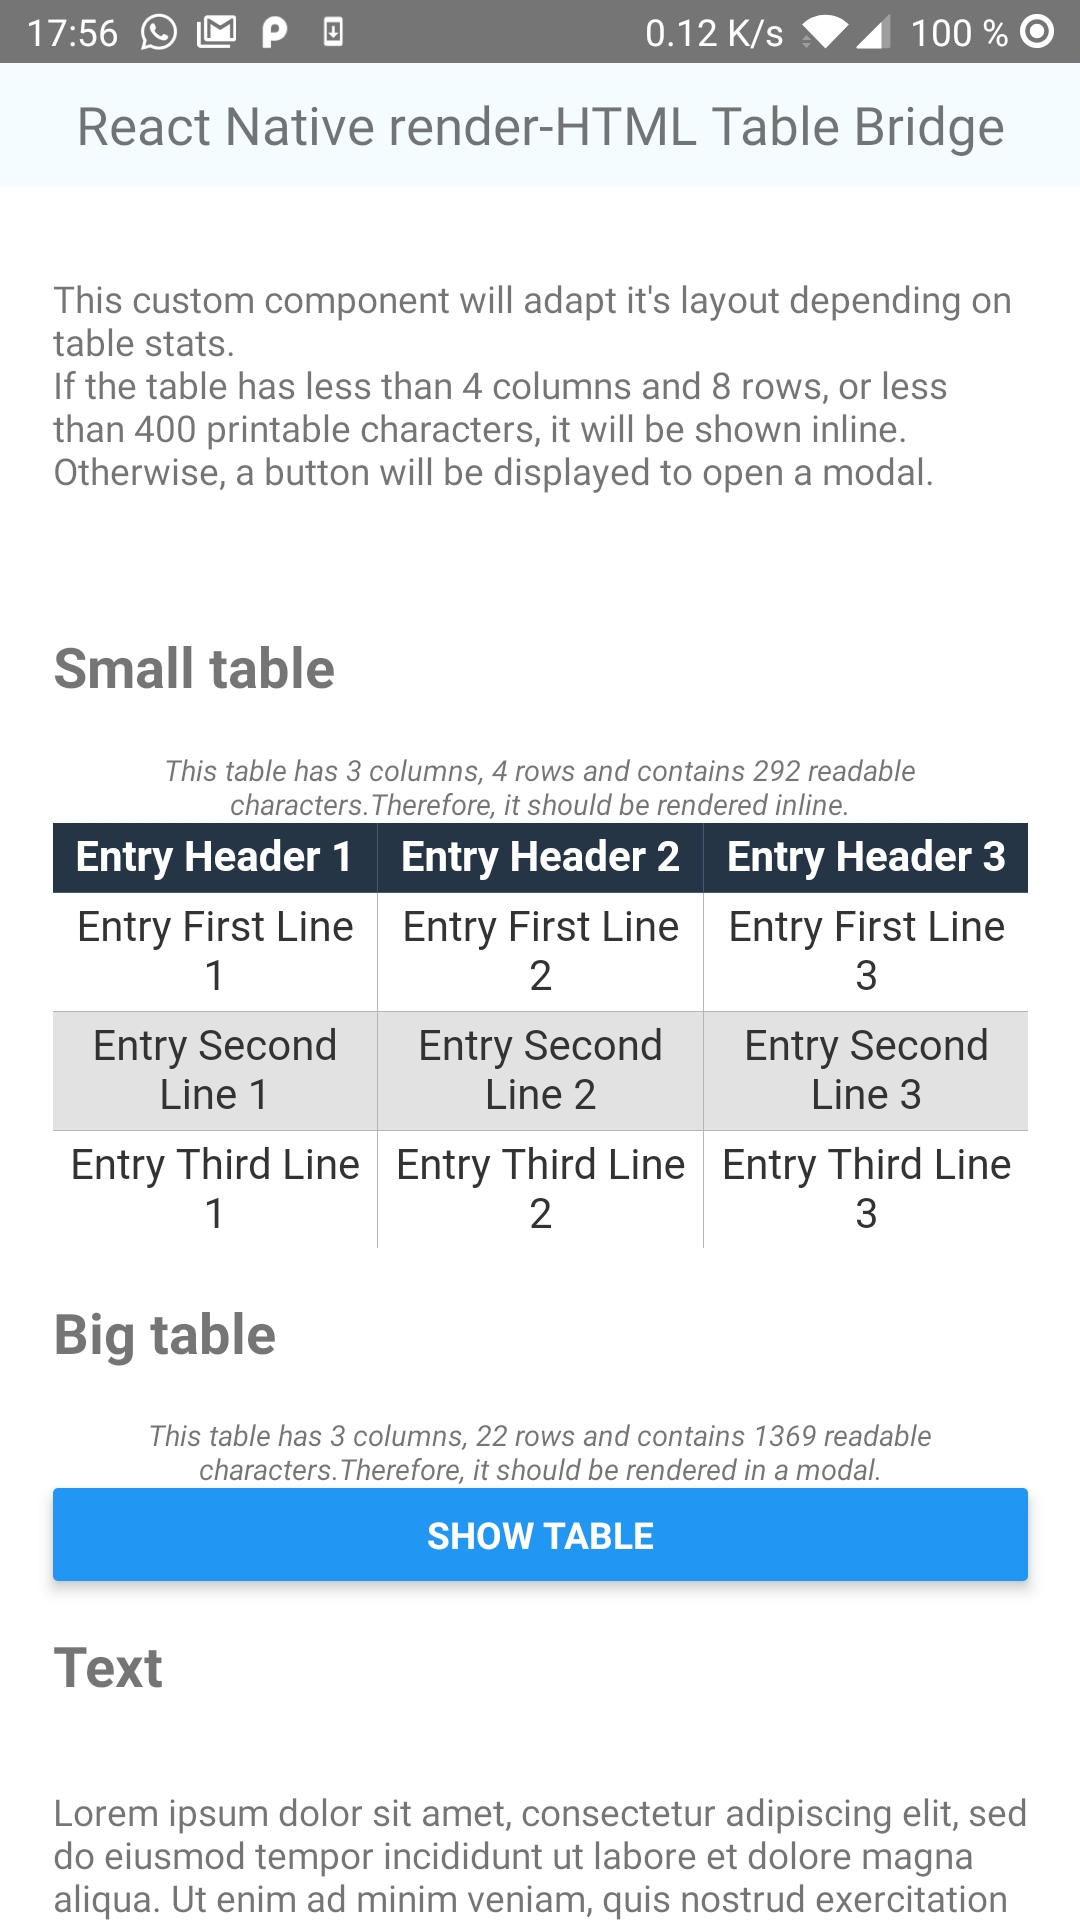 17:56 0.12 K/s 100 %
React Native render-HTML Table Bridge
This custom component will adapt it's layout depending on
table stats.
If the table has less than 4 columns and 8 rows, or less
than 400 printable characters, it will be shown inline.
Otherwise, a button will be displayed to open a modal.
Small table
This table has 3 columns, 4 rows and contains 292 readable
characters.Therefore, it should be rendered inline.
Entry Header 1 Entry Header 2 Entry Header 3
Entry First Line Entry First Line Entry First Line
1 2 3
Entry Second Entry Second Entry Second
Line 1 Line 2 Line 3
Entry Third Line Entry Third Line Entry Third Line
1 2 3
Big table
This table has 3 columns, 22 rows and contains 1369 readable
characters.Therefore, it should be rendered in a modal.
SHOW TABLE
Text
Lorem ipsum dolor sit amet, consectetur adipiscing elit, sed
do eiusmod tempor incididunt ut labore et dolore magna
aliqua. Ut enim ad minim veniam, quis nostrud exercitation